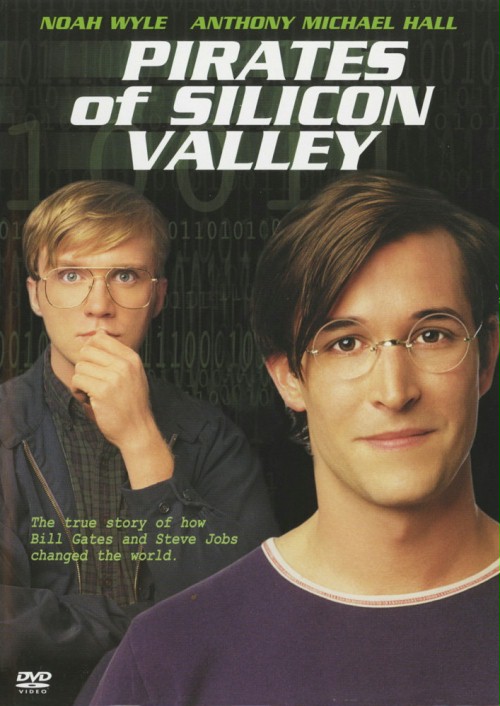 NOAH WYLE ANTHONY MICHAEL HALL
PIRATES
of SILICON
VALLEY
The true story of how
Bill Gates and Steve Jobs
changed the world.
DVD
VIDEO